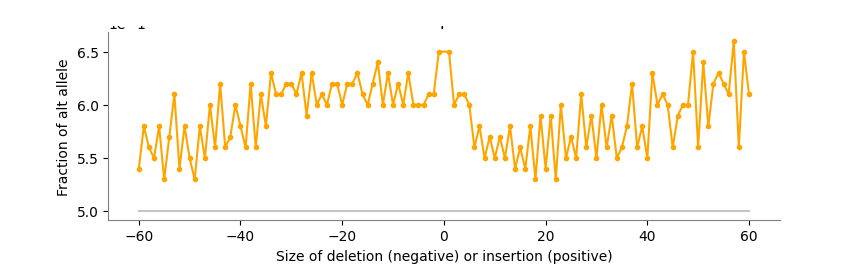 6.5
6.0
5.5
5.0
Fraction of alt allele
−60 −40 −20 0 20 40 60
Size of deletion (negative) or insertion (positive)